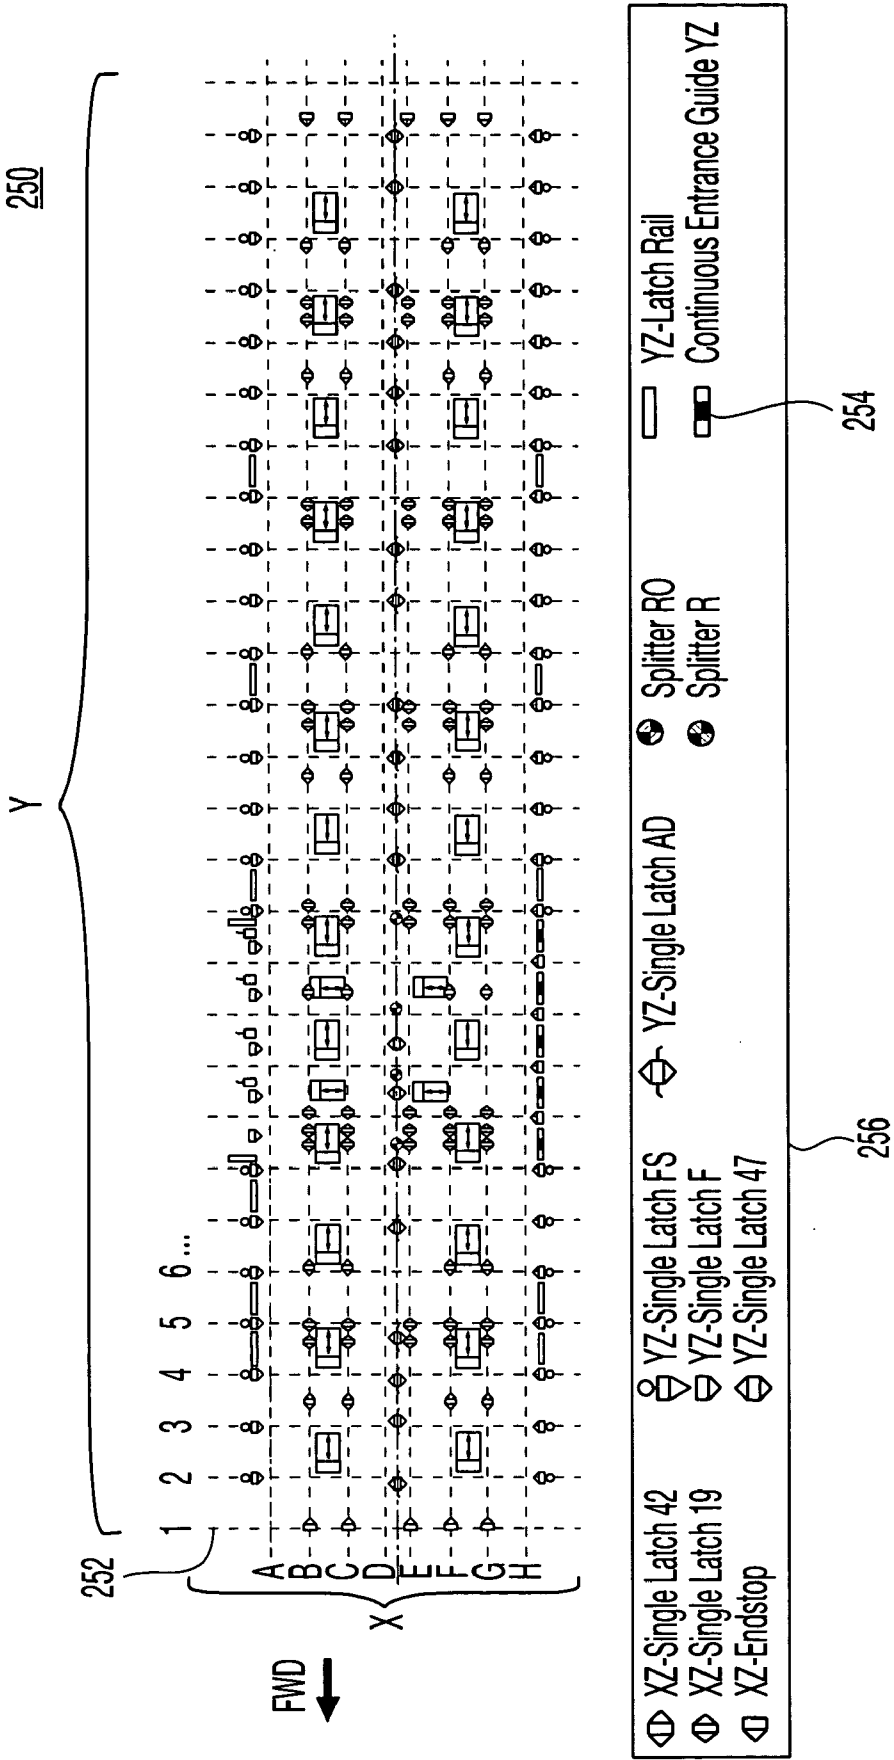 250
Y
1 2 3 4 5 6...
252
A
B
C
D
E
F
G
H
X
FWD
XZ-Single Latch 42
XZ-Single Latch 19
XZ-Endstop
YZ-Single Latch FS
YZ-Single Latch F
YZ-Single Latch 47
YZ-Single Latch AD
Splitter RO
Splitter R
YZ-Latch Rail
Continuous Entrance Guide YZ
254
256